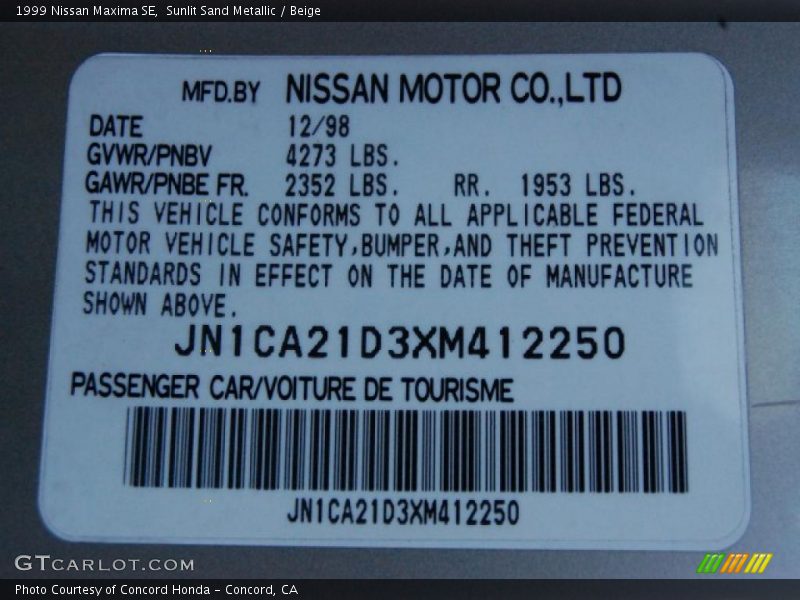 1999 Nissan Maxima SE,  Sunlit Sand Metallic / Beige
MFD.BY NISSAN MOTOR CO.,LTD
DATE 12/98
GVWR/PNBV 4273 LBS.
GAWR/PNBE FR. 2352 LBS. RR. 1953 LBS.
THIS VEHICLE CONFORMS TO ALL APPLICABLE FEDERAL
MOTOR VEHICLE SAFETY,BUMPER,AND THEFT PREVENTION
STANDARDS IN EFFECT ON THE DATE OF MANUFACTURE
SHOWN ABOVE.
JN1CA21D3XM412250
PASSENGER CAR/VOITURE DE TOURISME
JN1CA21D3XM412250
GTCARLOT.COM
Photo Courtesy of Concord Honda - Concord, CA